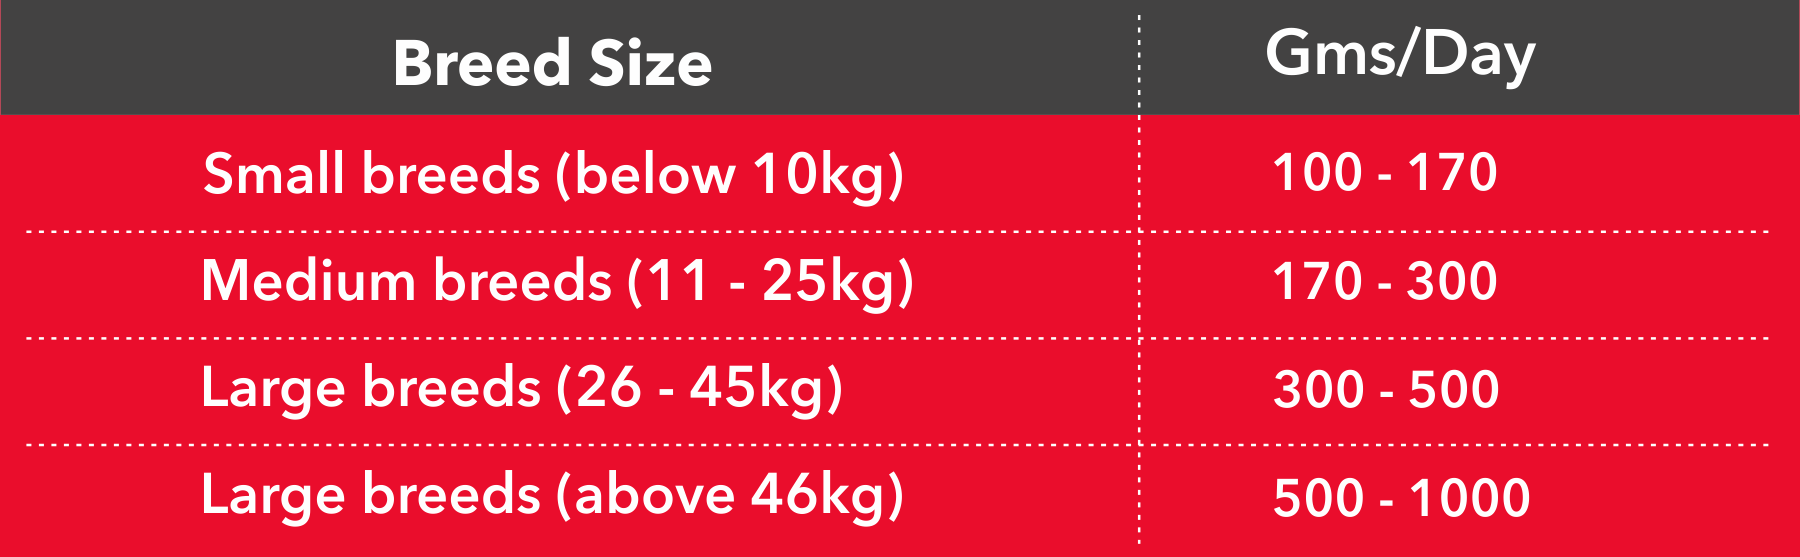 Breed Size Gms/Day
Small breeds (below 10kg) 100 - 170
Medium breeds (11 - 25kg) 170 - 300
Large breeds (26 - 45kg) 300 - 500
Large breeds (above 46kg) 500 - 1000